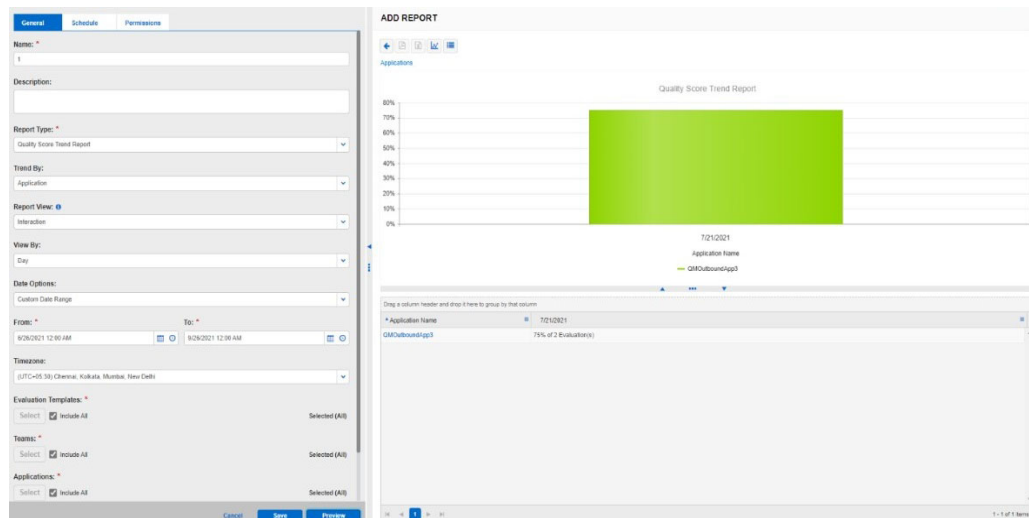 General Schedule Permissions
Name: *
Description:
Report Type: *
Quality Score Trend Report
Trend By:
Application
Report View:
Interaction
View By:
Day
Date Options:
Custom Date Range
From: * To: *
6/26/2021 12:00 AM 9/26/2021 12:00 AM
Timezone:
(UTC+05:30) Chennai, Kolkata, Mumbai, New Delhi
Evaluation Templates: *
Select Include All Selected (All)
Teams: *
Select Include All Selected (All)
Applications: *
Select Include All Selected (All)
Cancel Save Preview
ADD REPORT
Applications
Quality Score Trend Report
80%
70%
60%
50%
40%
30%
20%
10%
0%
7/21/2021
Application Name
QMOutboundApp3
Drag a column header and drop it here to group by that column
* Application Name 7/21/2021
QMOutboundApp3 75% of 2 Evaluation(s)
1
1 - 1 of 1 items